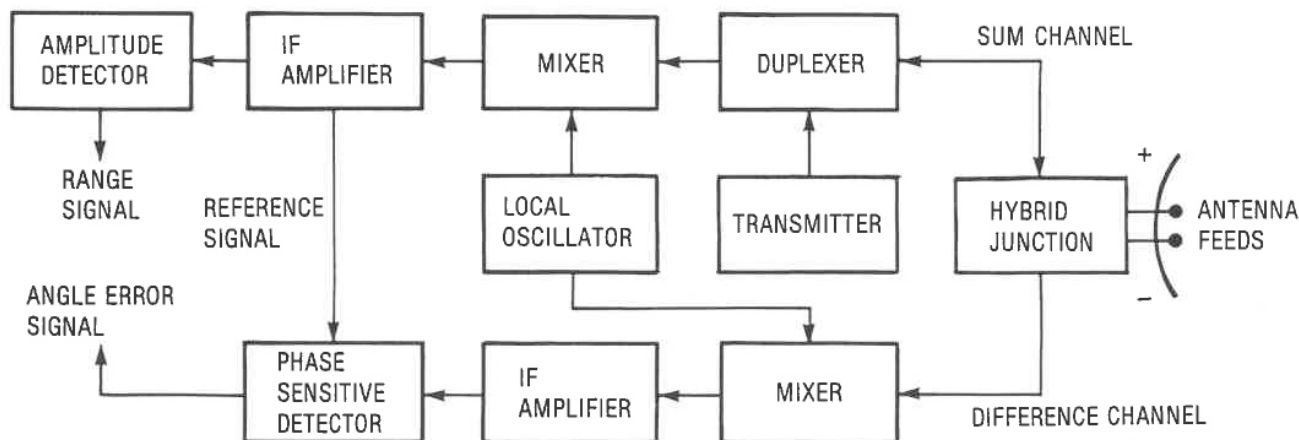 AMPLITUDE
DETECTOR
IF
AMPLIFIER
MIXER
DUPLEXER
SUM CHANNEL
RANGE
SIGNAL
REFERENCE
SIGNAL
LOCAL
OSCILLATOR
TRANSMITTER
HYBRID
JUNCTION
+
−
ANTENNA
FEEDS
ANGLE ERROR
SIGNAL
PHASE
SENSITIVE
DETECTOR
IF
AMPLIFIER
MIXER
DIFFERENCE CHANNEL